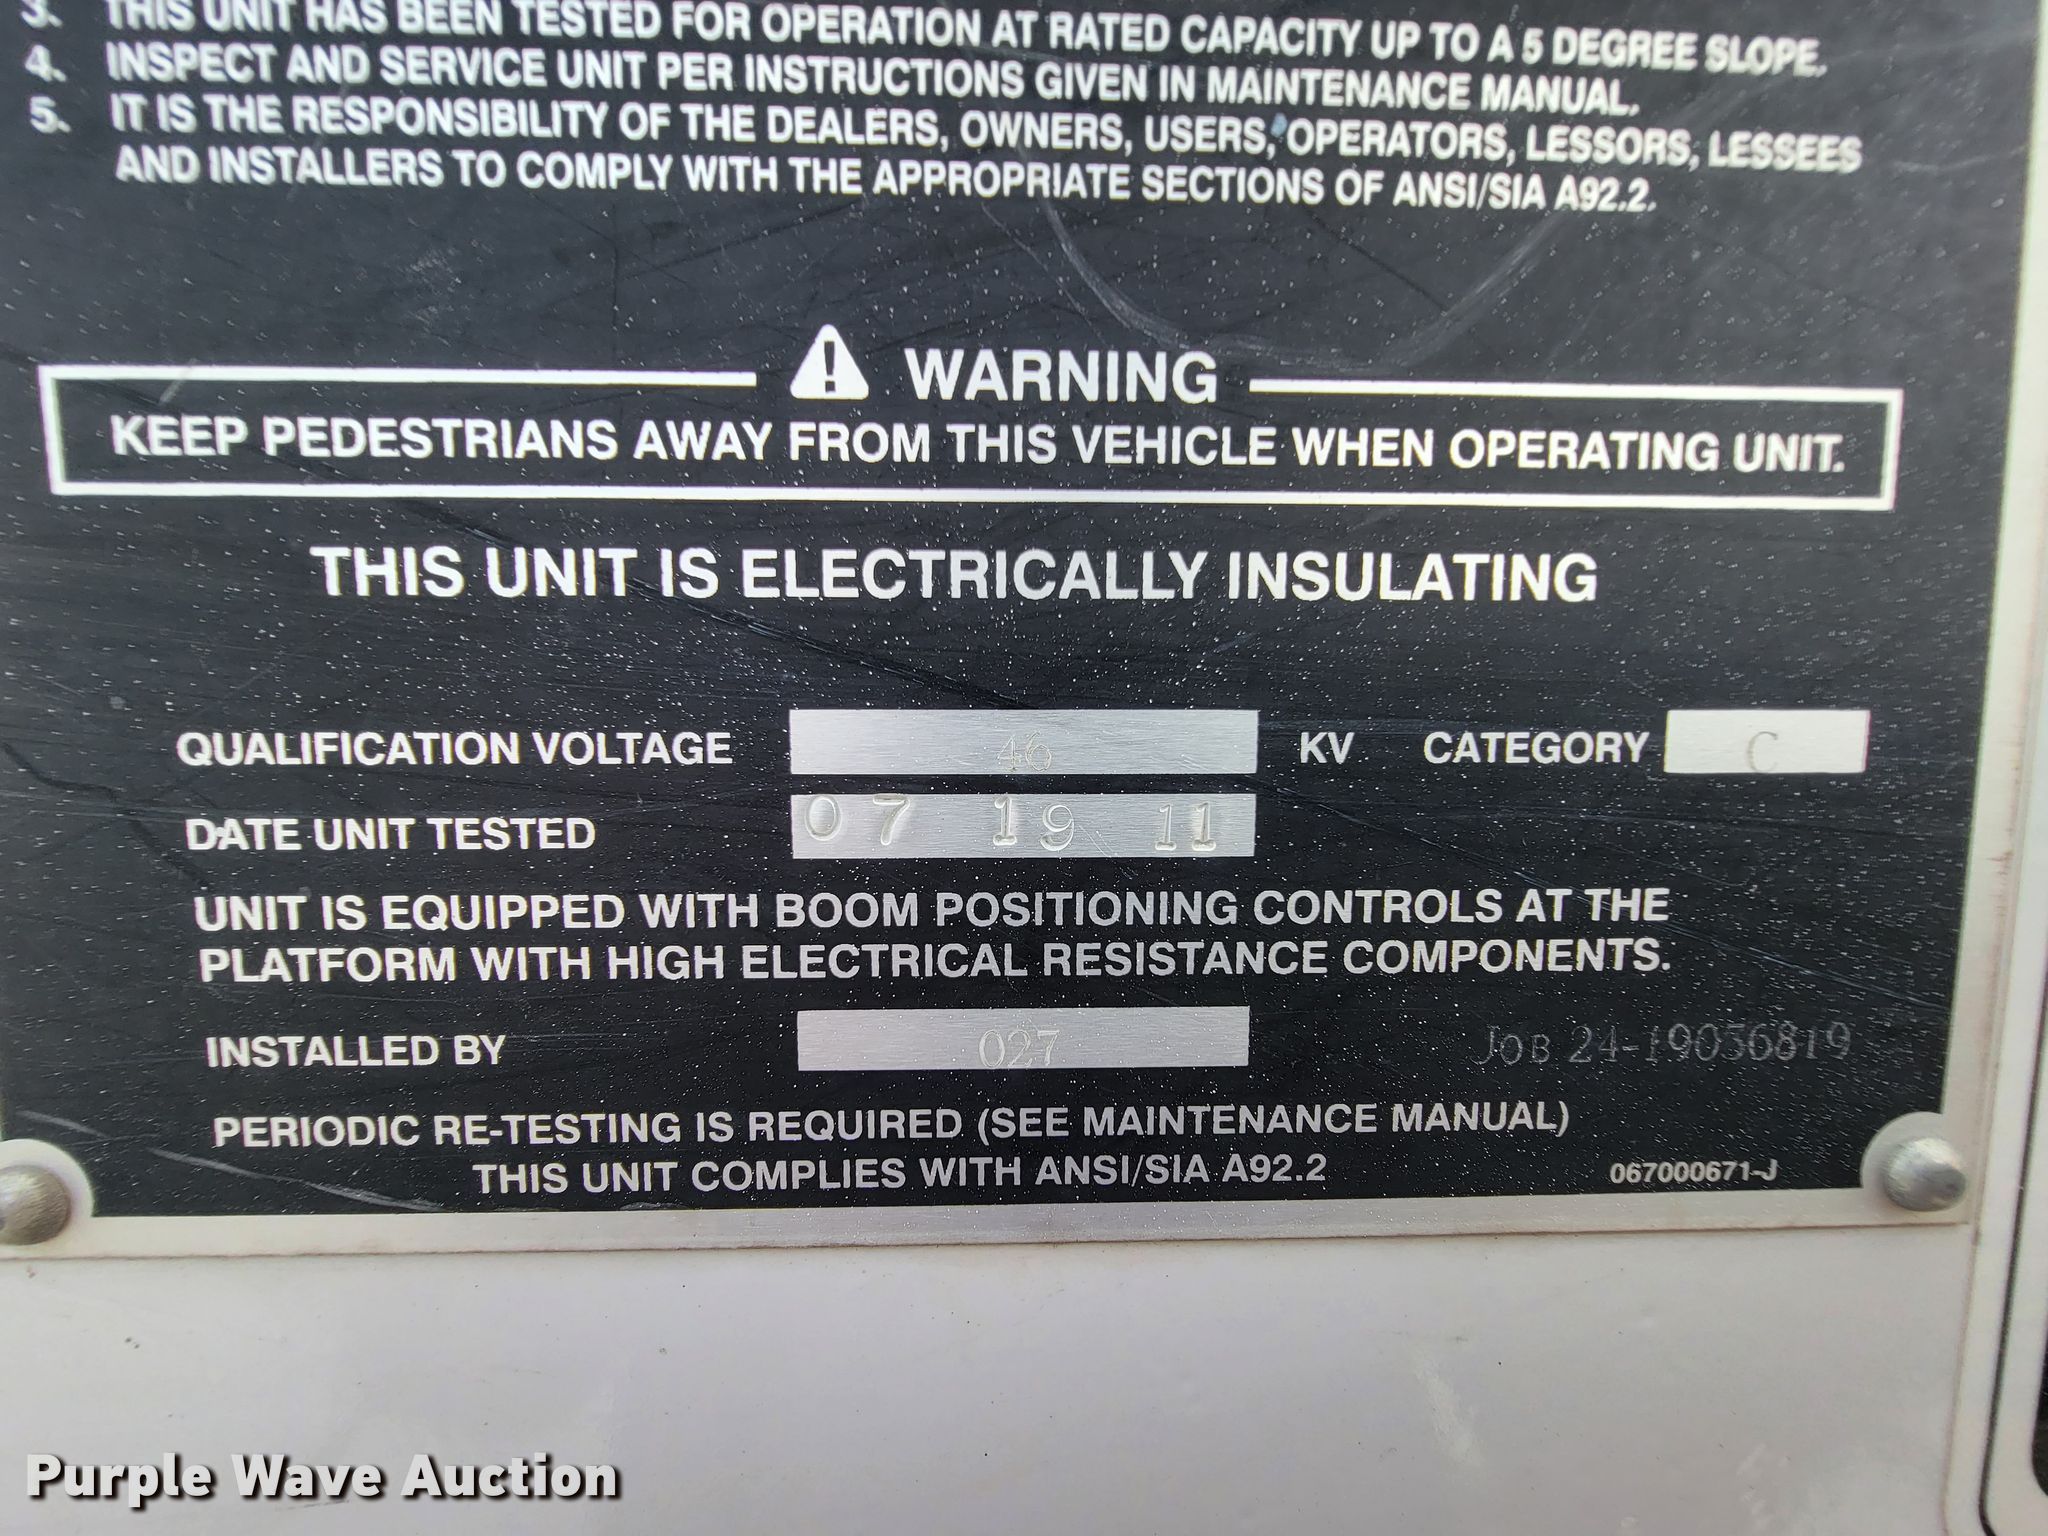 3. THIS UNIT HAS BEEN TESTED FOR OPERATION AT RATED CAPACITY UP TO A 5 DEGREE SLOPE.
4. INSPECT AND SERVICE UNIT PER INSTRUCTIONS GIVEN IN MAINTENANCE MANUAL.
5. IT IS THE RESPONSIBILITY OF THE DEALERS, OWNERS, USERS, OPERATORS, LESSORS, LESSEES
AND INSTALLERS TO COMPLY WITH THE APPROPRIATE SECTIONS OF ANSI/SIA A92.2.
WARNING
KEEP PEDESTRIANS AWAY FROM THIS VEHICLE WHEN OPERATING UNIT.
THIS UNIT IS ELECTRICALLY INSULATING
QUALIFICATION VOLTAGE 46 KV CATEGORY C
DATE UNIT TESTED 07 19 11
UNIT IS EQUIPPED WITH BOOM POSITIONING CONTROLS AT THE
PLATFORM WITH HIGH ELECTRICAL RESISTANCE COMPONENTS.
INSTALLED BY 027 JOB 24-19036819
PERIODIC RE-TESTING IS REQUIRED (SEE MAINTENANCE MANUAL)
THIS UNIT COMPLIES WITH ANSI/SIA A92.2 067000671-J
Purple Wave Auction